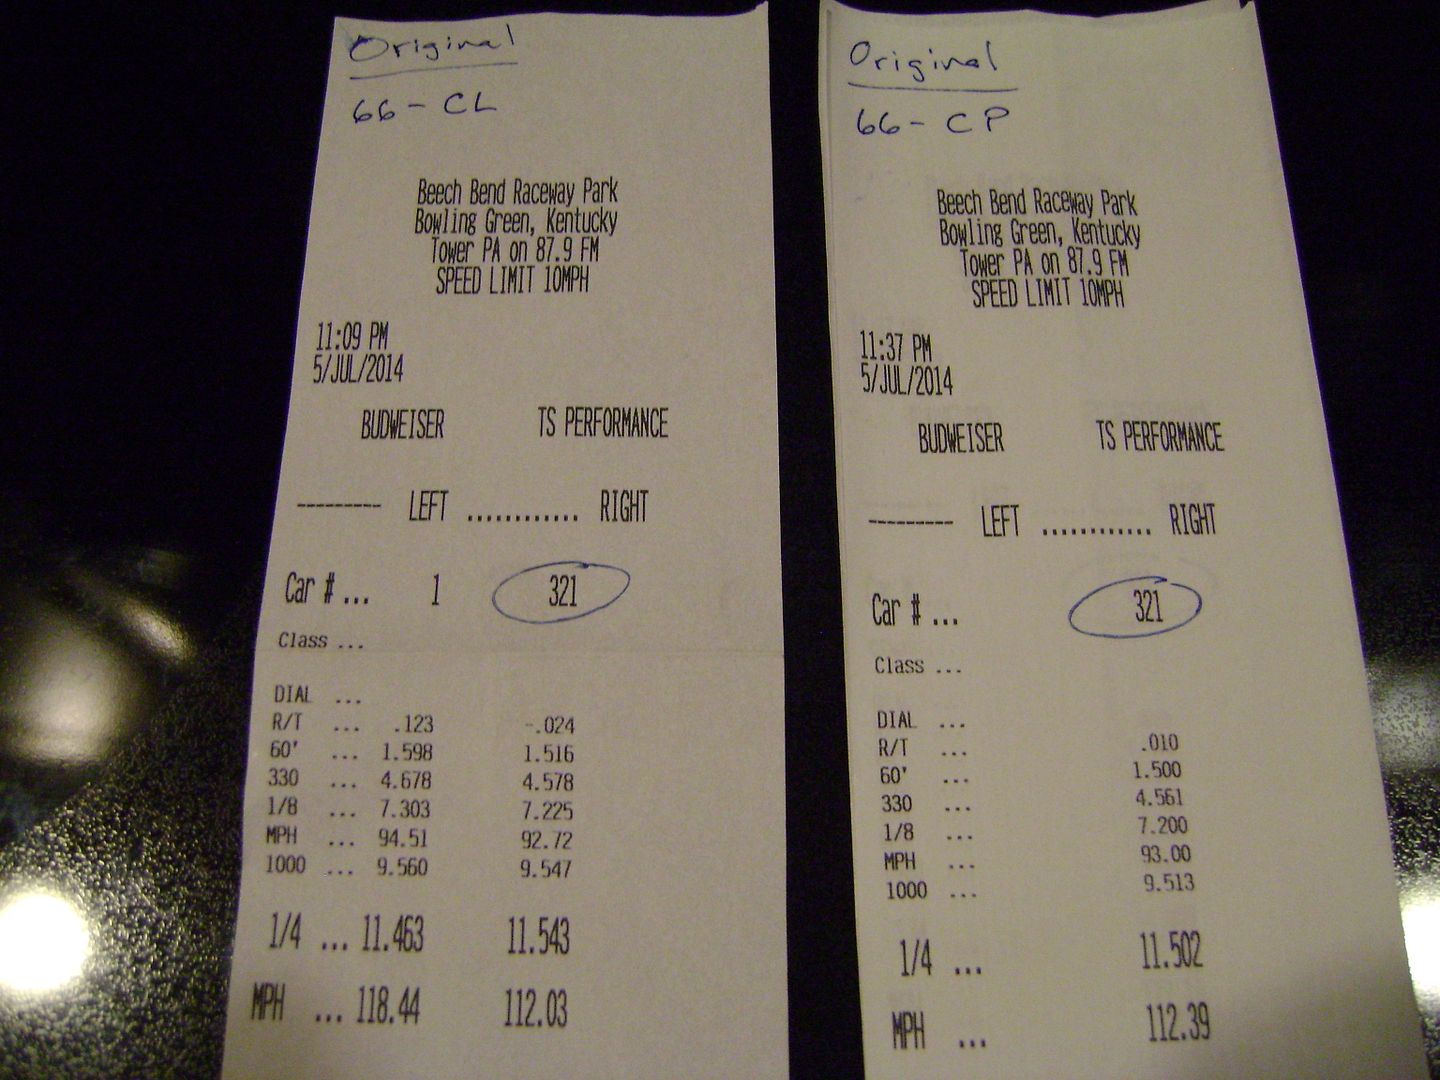 Original
66-CL
Beech Bend Raceway Park
Bowling Green, Kentucky
Tower PA on 87.9 FM
SPEED LIMIT 10MPH
11:09 PM
5/JUL/2014
BUDWEISER TS PERFORMANCE
--------- LEFT ............ RIGHT
Car # ... 1 321
Class ...
DIAL ...
R/T ... .123 -.024
60' ... 1.598 1.516
330 ... 4.678 4.578
1/8 ... 7.303 7.225
MPH ... 94.51 92.72
1000 ... 9.560 9.547
1/4 ... 11.463 11.543
MPH ... 118.44 112.03
Original
66-CP
Beech Bend Raceway Park
Bowling Green, Kentucky
Tower PA on 87.9 FM
SPEED LIMIT 10MPH
11:37 PM
5/JUL/2014
BUDWEISER TS PERFORMANCE
--------- LEFT ............ RIGHT
Car # ... 321
Class ...
DIAL ...
R/T ... .010
60' ... 1.500
330 ... 4.561
1/8 ... 7.200
MPH ... 93.00
1000 ... 9.513
1/4 ... 11.502
MPH ... 112.39